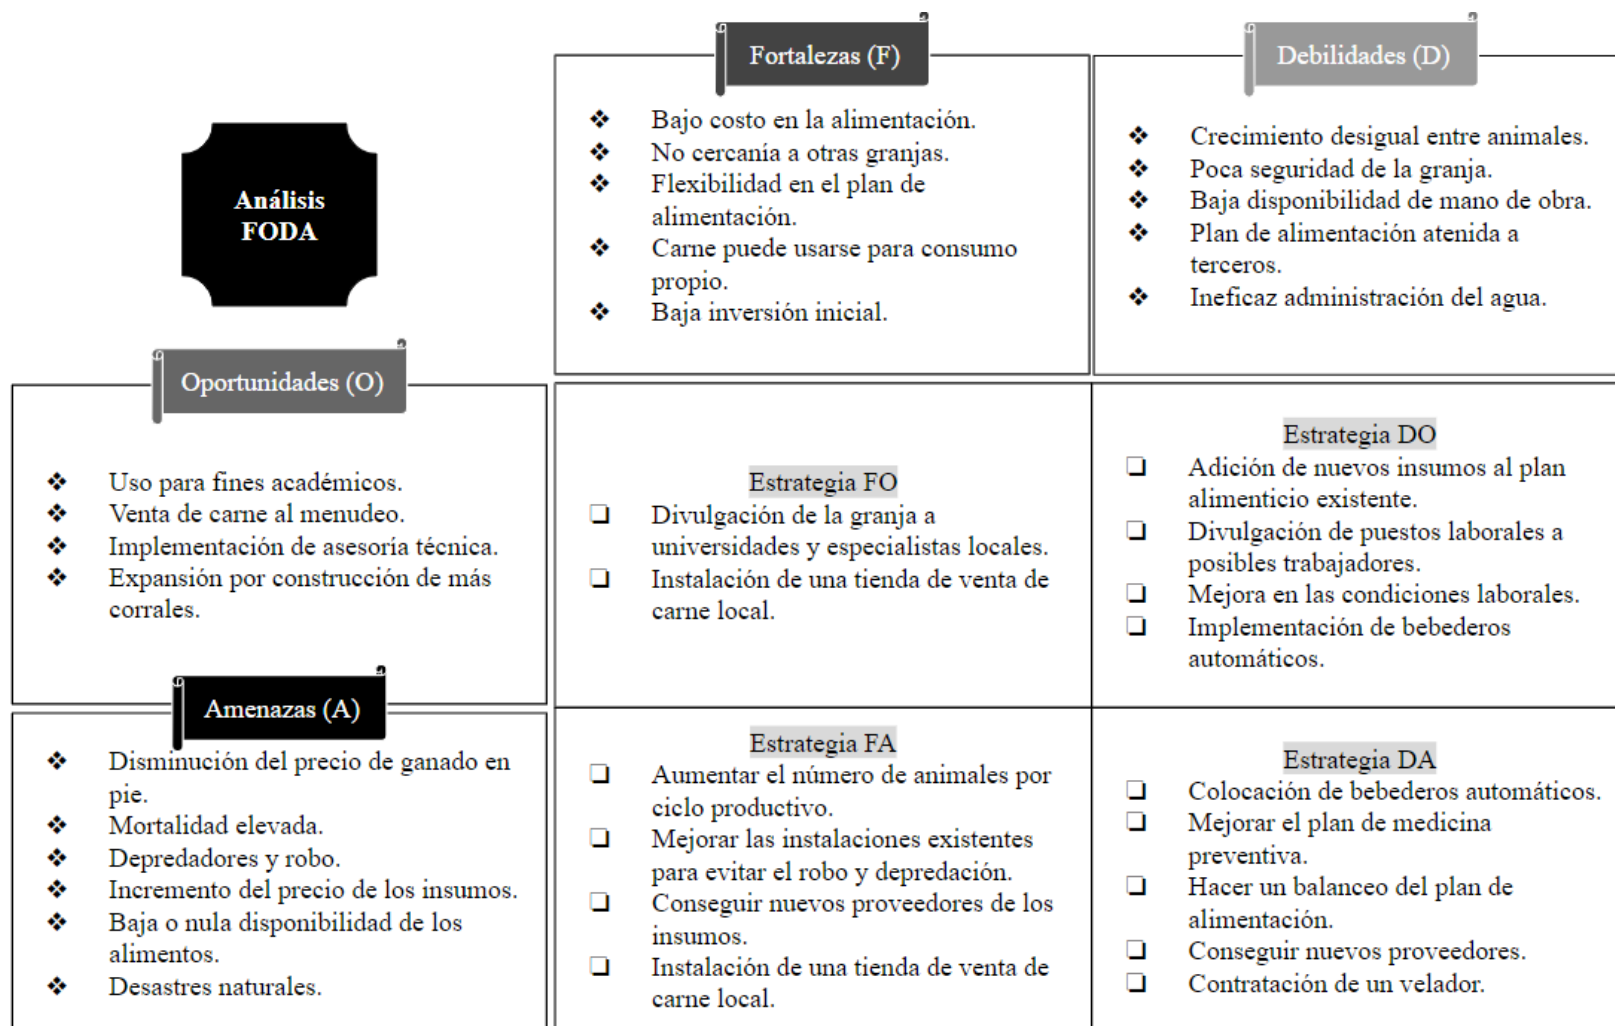 Análisis
FODA
Fortalezas (F)
❖ Bajo costo en la alimentación.
❖ No cercanía a otras granjas.
❖ Flexibilidad en el plan de
alimentación.
❖ Carne puede usarse para consumo
propio.
❖ Baja inversión inicial.
Debilidades (D)
❖ Crecimiento desigual entre animales.
❖ Poca seguridad de la granja.
❖ Baja disponibilidad de mano de obra.
❖ Plan de alimentación atenida a
terceros.
❖ Ineficaz administración del agua.
Oportunidades (O)
❖ Uso para fines académicos.
❖ Venta de carne al menudeo.
❖ Implementación de asesoría técnica.
❖ Expansión por construcción de más
corrales.
Estrategia FO
❏ Divulgación de la granja a
universidades y especialistas locales.
❏ Instalación de una tienda de venta de
carne local.
Estrategia DO
❏ Adición de nuevos insumos al plan
alimenticio existente.
❏ Divulgación de puestos laborales a
posibles trabajadores.
❏ Mejora en las condiciones laborales.
❏ Implementación de bebederos
automáticos.
Amenazas (A)
❖ Disminución del precio de ganado en
pie.
❖ Mortalidad elevada.
❖ Depredadores y robo.
❖ Incremento del precio de los insumos.
❖ Baja o nula disponibilidad de los
alimentos.
❖ Desastres naturales.
Estrategia FA
❏ Aumentar el número de animales por
ciclo productivo.
❏ Mejorar las instalaciones existentes
para evitar el robo y depredación.
❏ Conseguir nuevos proveedores de los
insumos.
❏ Instalación de una tienda de venta de
carne local.
Estrategia DA
❏ Colocación de bebederos automáticos.
❏ Mejorar el plan de medicina
preventiva.
❏ Hacer un balanceo del plan de
alimentación.
❏ Conseguir nuevos proveedores.
❏ Contratación de un velador.